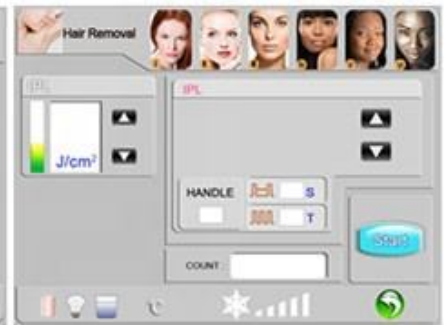 Hair Removal
IPL
IPL
J/cm²
HANDLE
S
T
COUNT
Start
°C